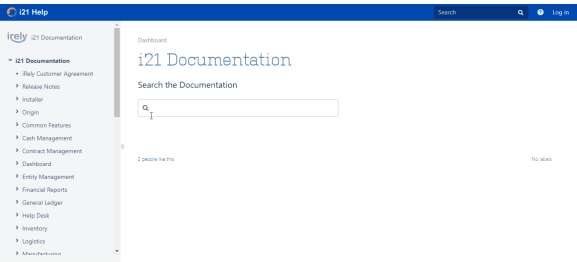 i21 Help
Search
Log in
irely i21 Documentation
i21 Documentation
iRely Customer Agreement
Release Notes
Installer
Origin
Common Features
Cash Management
Contract Management
Dashboard
Entity Management
Financial Reports
General Ledger
Help Desk
Inventory
Logistics
Manufacturing
Dashboard
i21 Documentation
Search the Documentation
2 people like this
No labels